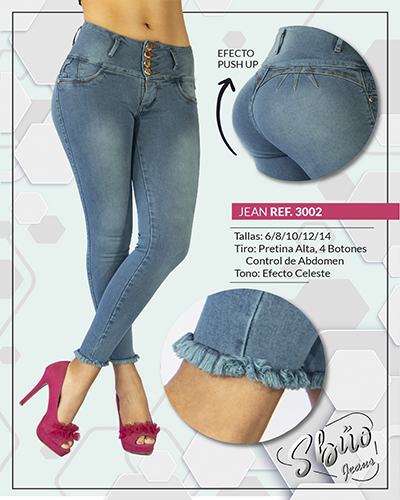 EFECTO
PUSH UP
JEAN REF. 3002
Tallas: 6/8/10/12/14
Tiro: Pretina Alta, 4 Botones
Control de Abdomen
Tono: Efecto Celeste
Sbüo
Jeans